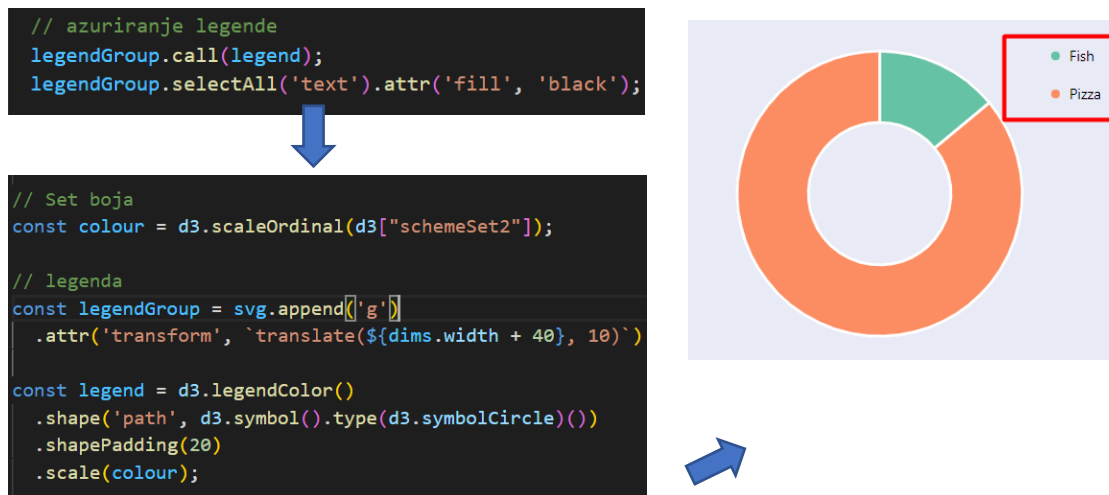 // azuriranje legende
legendGroup.call(legend);
legendGroup.selectAll('text').attr('fill', 'black');
// Set boja
const colour = d3.scaleOrdinal(d3["schemeSet2"]);
// legenda
const legendGroup = svg.append('g')
.attr('transform', `translate(${dims.width + 40}, 10)`)
const legend = d3.legendColor()
.shape('path', d3.symbol().type(d3.symbolCircle)())
.shapePadding(20)
.scale(colour);
Fish
Pizza